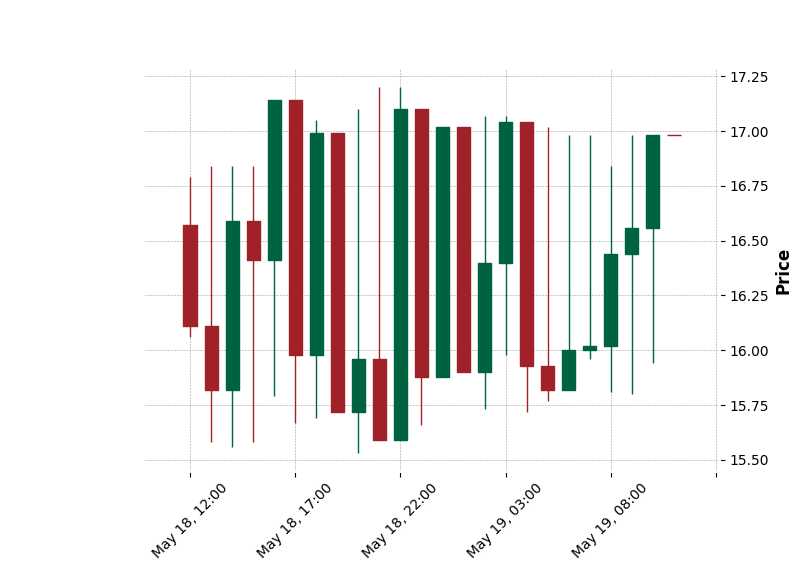 17.25
17.00
16.75
16.50
16.25
16.00
15.75
15.50
Price
May 18, 12:00
May 18, 17:00
May 18, 22:00
May 19, 03:00
May 19, 08:00